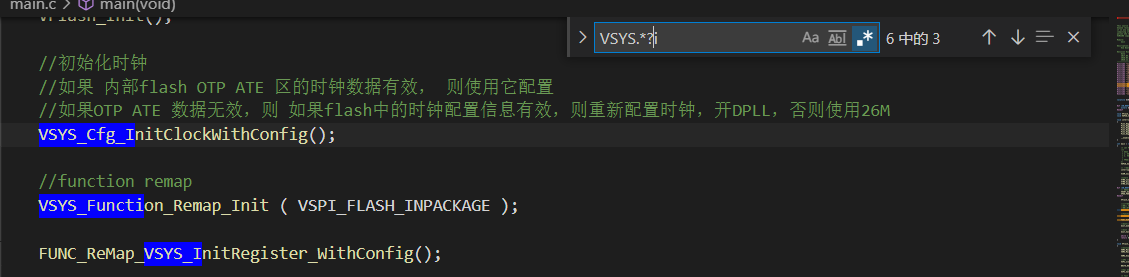 main.c > main(void)
VFlash_Init();
VSYS.*?i
Aa Abl .* 6 中的 3
//初始化时钟
//如果 内部flash OTP ATE 区的时钟数据有效， 则使用它配置
//如果OTP ATE 数据无效，则 如果flash中的时钟配置信息有效，则重新配置时钟，开DPLL，否则使用26M
VSYS_Cfg_InitClockWithConfig();
//function remap
VSYS_Function_Remap_Init ( VSPI_FLASH_INPACKAGE );
FUNC_ReMap_VSYS_InitRegister_WithConfig();